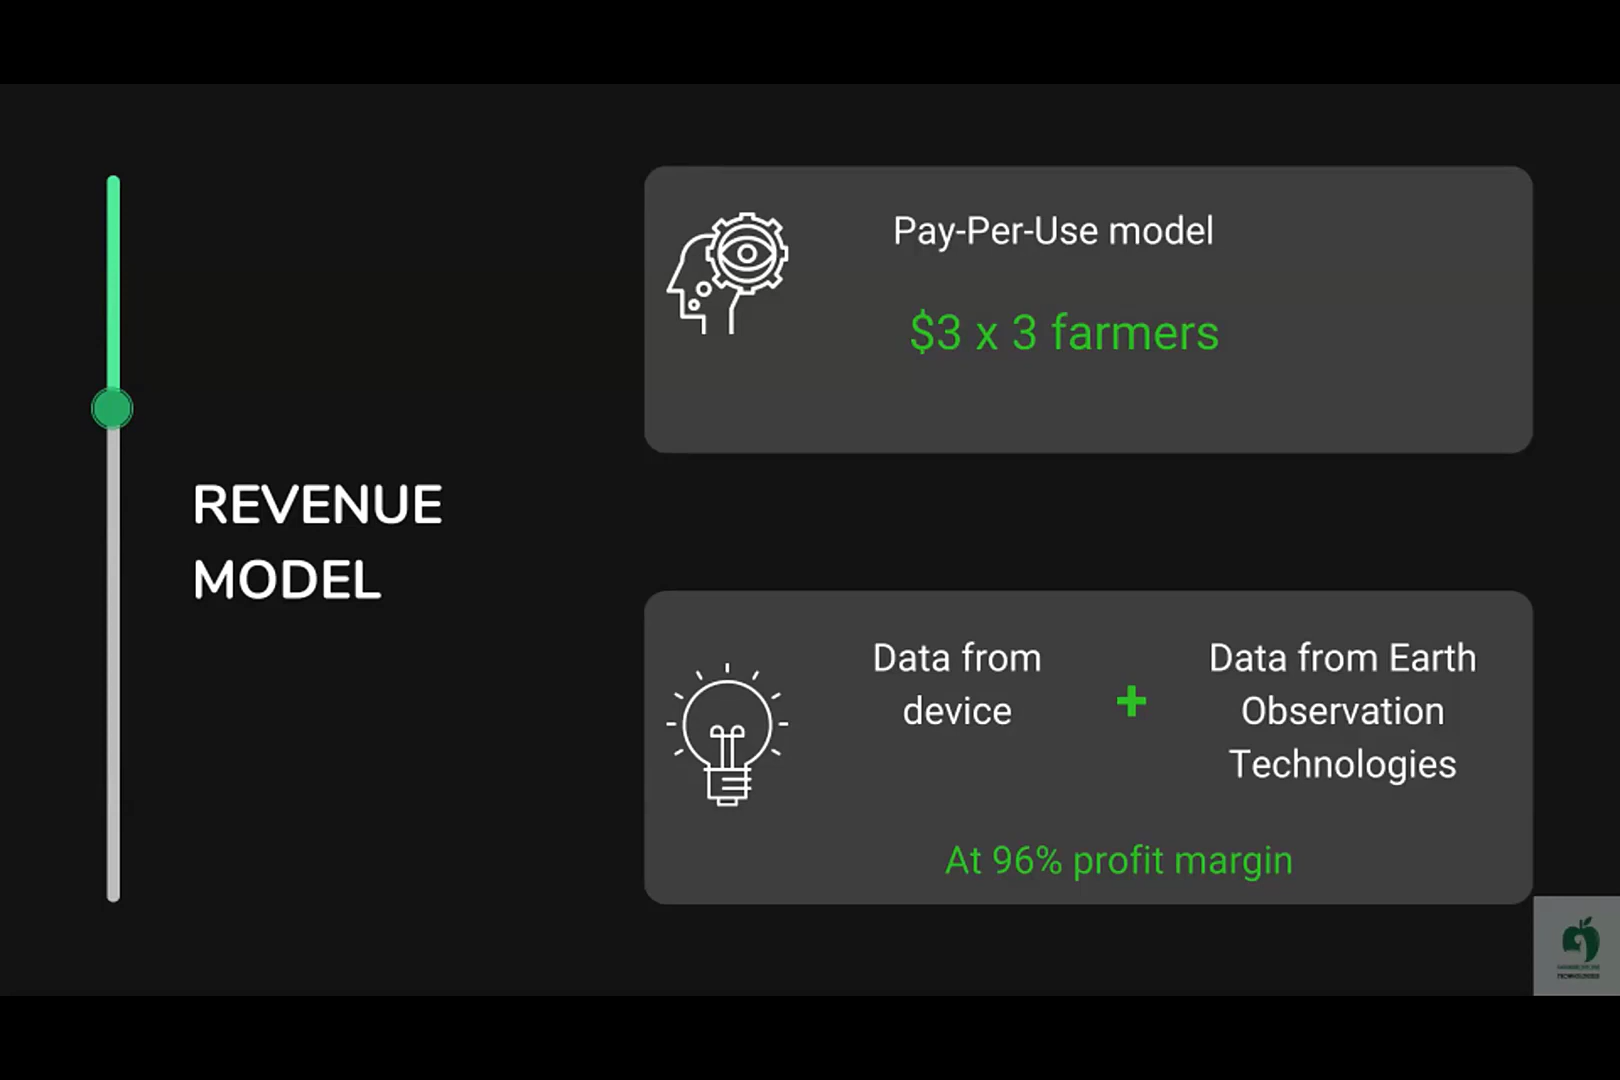 REVENUE
MODEL
Pay-Per-Use model
$3 x 3 farmers
Data from
device
+
Data from Earth
Observation
Technologies
At 96% profit margin
TECHNOLOGIES